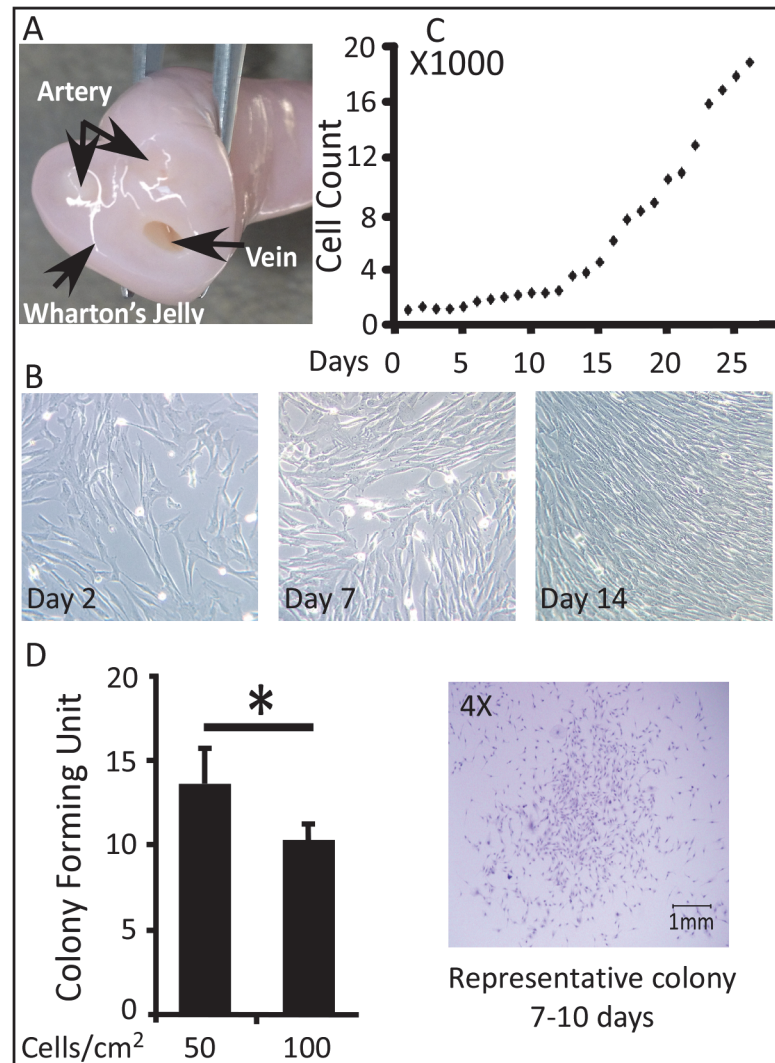 A
Artery
Vein
Wharton's Jelly
C
X1000
Cell Count
20
16
12
8
4
0
Days 0 5 10 15 20 25
B
Day 2
Day 7
Day 14
D
Colony Forming Unit
20
15
10
5
0
*
Cells/cm² 50 100
4X
1mm
Representative colony
7-10 days